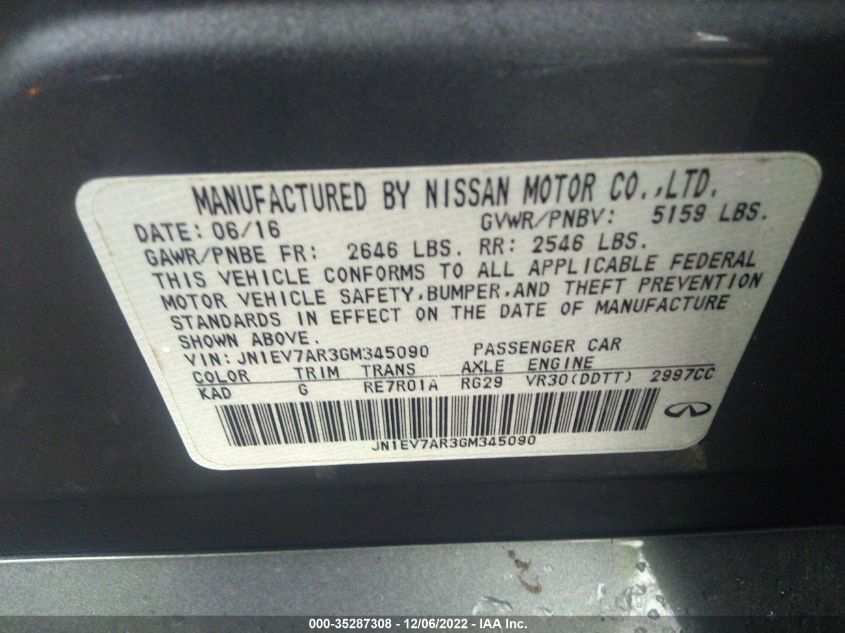 MANUFACTURED BY NISSAN MOTOR CO.,LTD.
DATE: 06/16 GVWR/PNBV: 5159 LBS.
GAWR/PNBE FR: 2646 LBS. RR: 2546 LBS.
THIS VEHICLE CONFORMS TO ALL APPLICABLE FEDERAL
MOTOR VEHICLE SAFETY,BUMPER,AND THEFT PREVENTION
STANDARDS IN EFFECT ON THE DATE OF MANUFACTURE
SHOWN ABOVE.
VIN: JN1EV7AR3GM345090 PASSENGER CAR
COLOR TRIM TRANS AXLE ENGINE
KAD G RE7R01A RG29 VR30(DDTT) 2997CC
JN1EV7AR3GM345090
000-35287308 - 12/06/2022 - IAA Inc.